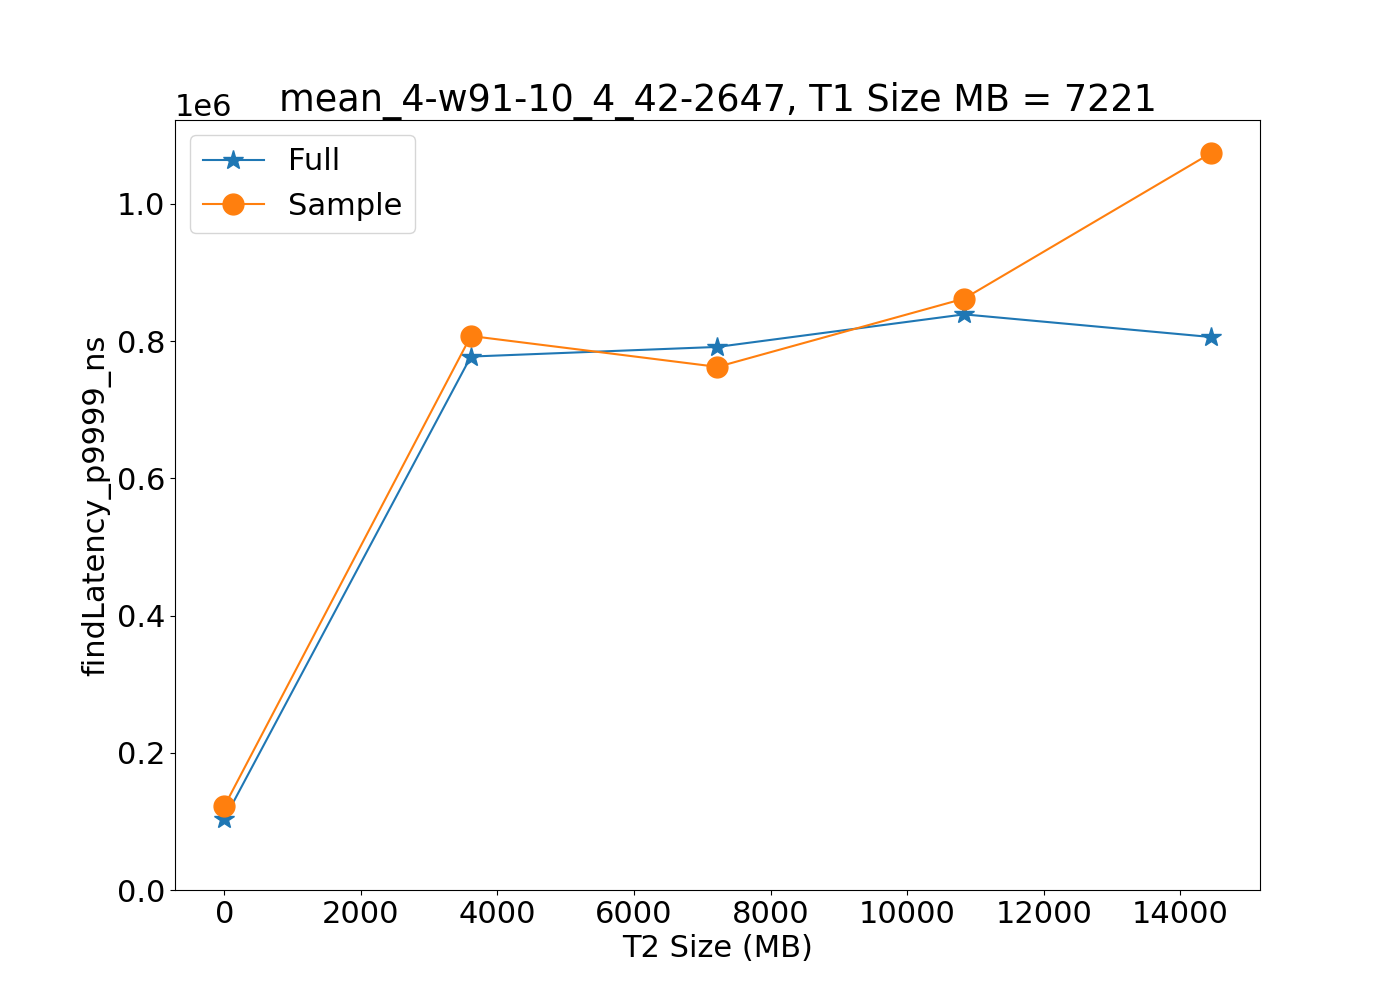 1e6
mean_4-w91-10_4_42-2647, T1 Size MB = 7221
Full
Sample
findLatency_p9999_ns
1.0
0.8
0.6
0.4
0.2
0.0
0 2000 4000 6000 8000 10000 12000 14000
T2 Size (MB)